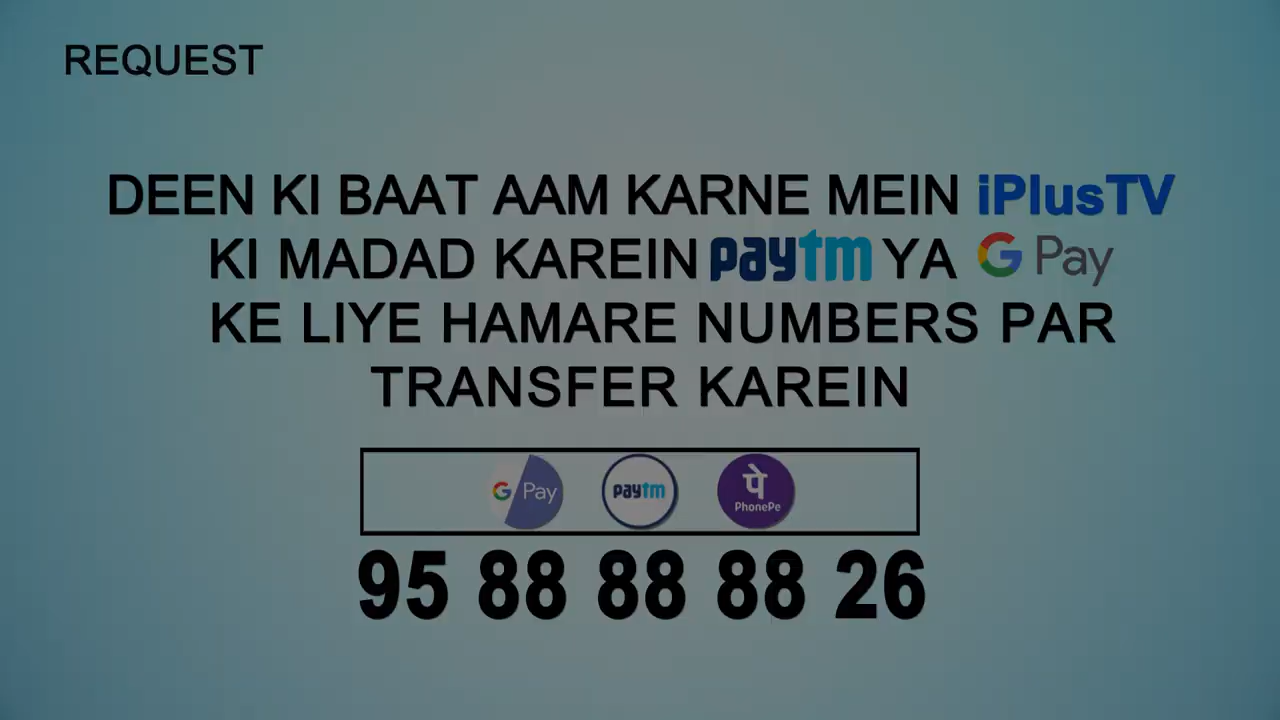 REQUEST
DEEN KI BAAT AAM KARNE MEIN iPlusTV
KI MADAD KAREIN paytm YA G Pay
KE LIYE HAMARE NUMBERS PAR
TRANSFER KAREIN
G Pay paytm पे PhonePe
95 88 88 88 26